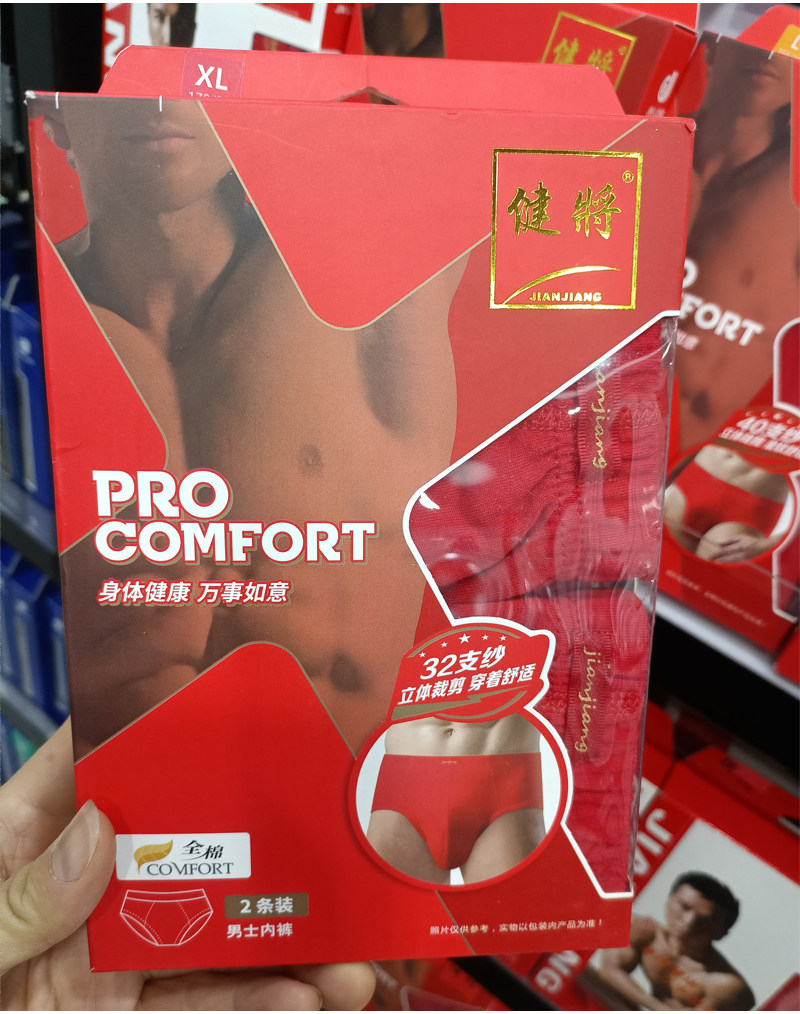 XL
健將®
JIANJIANG
jianjiang
PRO
COMFORT
身体健康 万事如意
32支纱
立体裁剪 穿着舒适
jianjiang
全棉
COMFORT
2条装
男士内裤
照片仅供参考，实物以包装内产品为准！
健將
FORT
40支纱